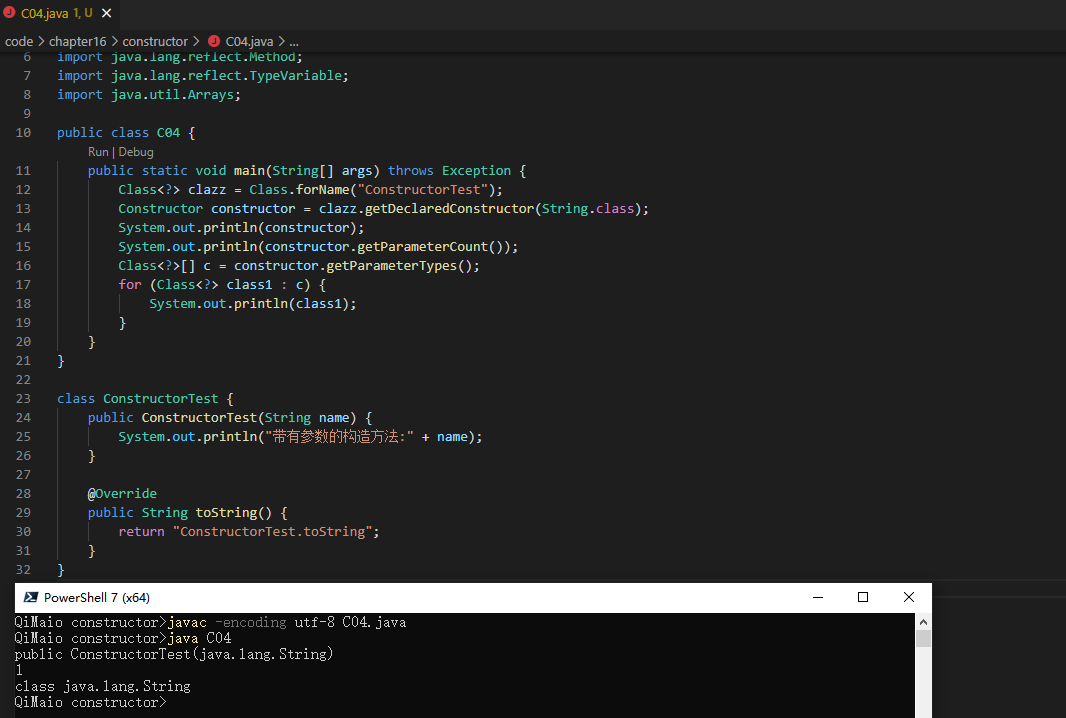 C04.java 1, U
code > chapter16 > constructor > C04.java > ...
6 import java.lang.reflect.Method;
7 import java.lang.reflect.TypeVariable;
8 import java.util.Arrays;
9
10 public class C04 {
Run | Debug
11 public static void main(String[] args) throws Exception {
12 Class<?> clazz = Class.forName("ConstructorTest");
13 Constructor constructor = clazz.getDeclaredConstructor(String.class);
14 System.out.println(constructor);
15 System.out.println(constructor.getParameterCount());
16 Class<?>[] c = constructor.getParameterTypes();
17 for (Class<?> class1 : c) {
18 System.out.println(class1);
19 }
20 }
21 }
22
23 class ConstructorTest {
24 public ConstructorTest(String name) {
25 System.out.println("带有参数的构造方法:" + name);
26 }
27
28 @Override
29 public String toString() {
30 return "ConstructorTest.toString";
31 }
32 }
PowerShell 7 (x64)
QiMaio constructor>javac -encoding utf-8 C04.java
QiMaio constructor>java C04
public ConstructorTest(java.lang.String)
1
class java.lang.String
QiMaio constructor>